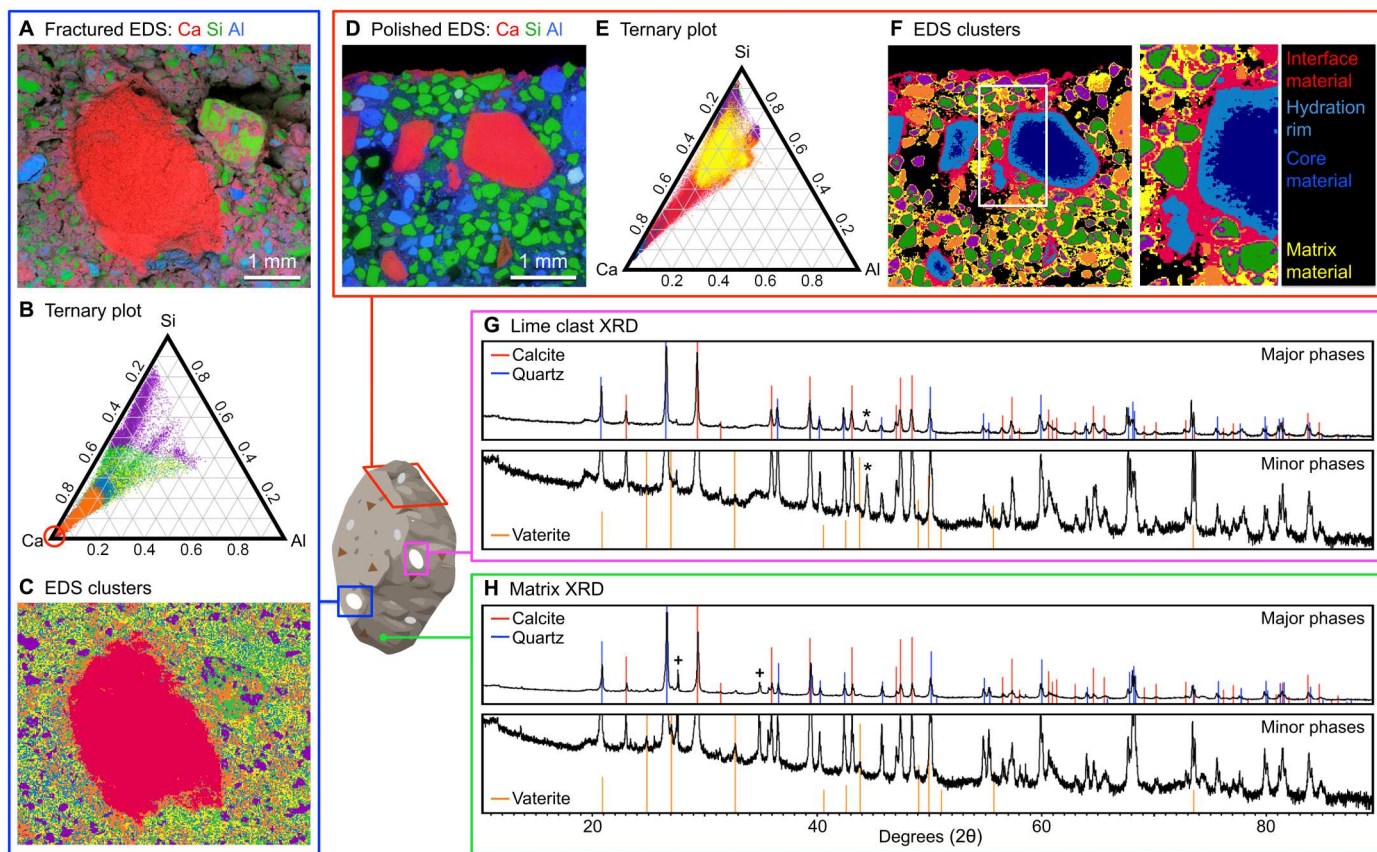 A Fractured EDS: Ca Si Al
1 mm
B Ternary plot
Si
0.2
0.4
0.6
0.8
0.8
0.6
0.4
0.2
Ca
Al
0.2 0.4 0.6 0.8
C EDS clusters
D Polished EDS: Ca Si Al
1 mm
E Ternary plot
Si
0.2
0.4
0.6
0.8
0.8
0.6
0.4
0.2
Ca
Al
0.2 0.4 0.6 0.8
F EDS clusters
Interface
material
Hydration
rim
Core
material
Matrix
material
G Lime clast XRD
Calcite
Quartz
Major phases
*
Minor phases
*
Vaterite
H Matrix XRD
Calcite
Quartz
Major phases
+ +
Minor phases
Vaterite
20 40 60 80
Degrees (2θ)